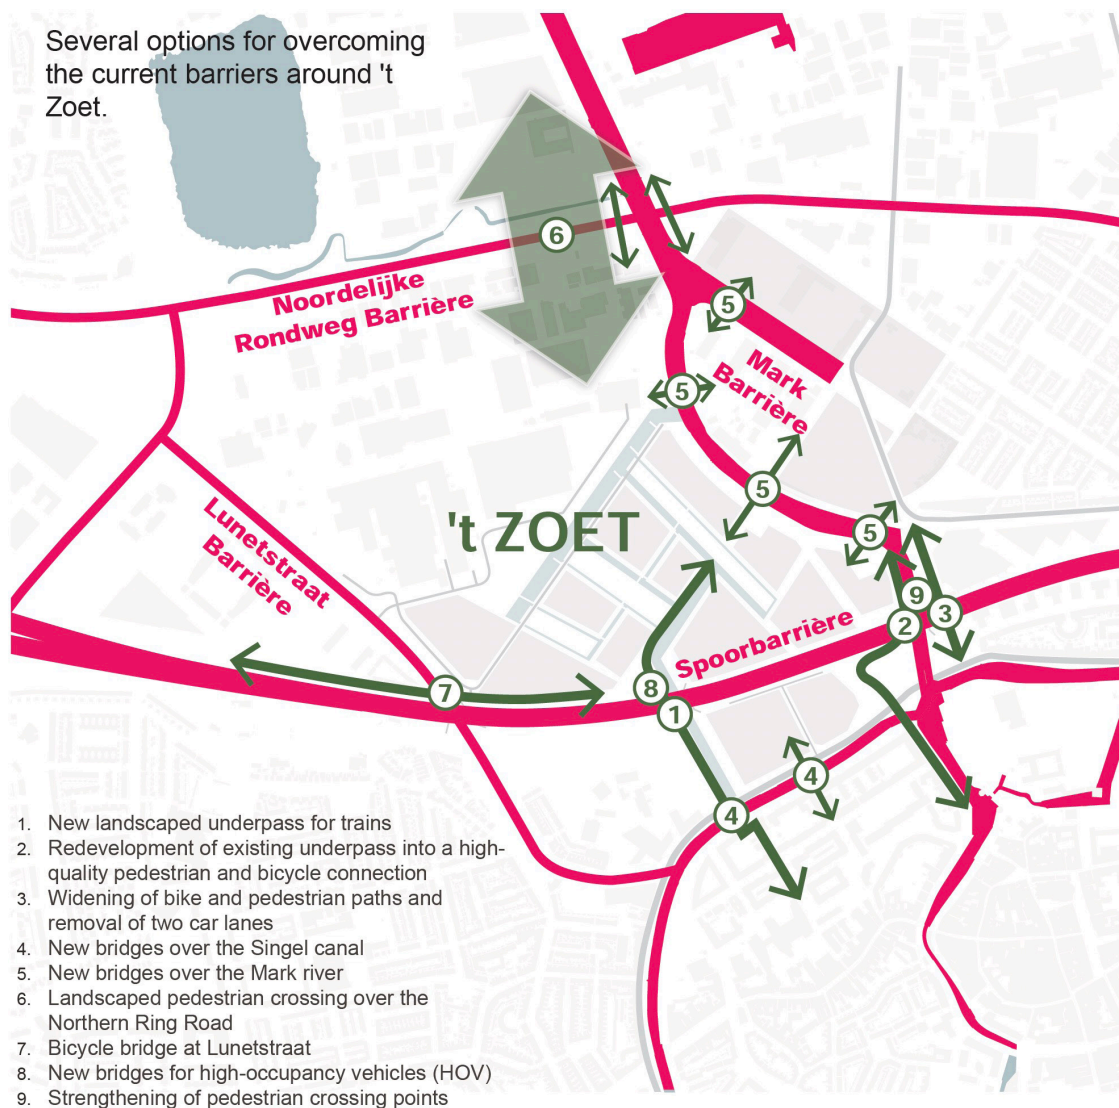 Several options for overcoming
the current barriers around 't
Zoet.
6
Noordelijke
Rondweg Barrière
5
Mark
Barrière
5
5
't ZOET
Lunetstraat
Barrière
5
9
3
2
Spoorbarrière
7
8
1
4
4
1. New landscaped underpass for trains
2. Redevelopment of existing underpass into a high-
quality pedestrian and bicycle connection
3. Widening of bike and pedestrian paths and
removal of two car lanes
4. New bridges over the Singel canal
5. New bridges over the Mark river
6. Landscaped pedestrian crossing over the
Northern Ring Road
7. Bicycle bridge at Lunetstraat
8. New bridges for high-occupancy vehicles (HOV)
9. Strengthening of pedestrian crossing points